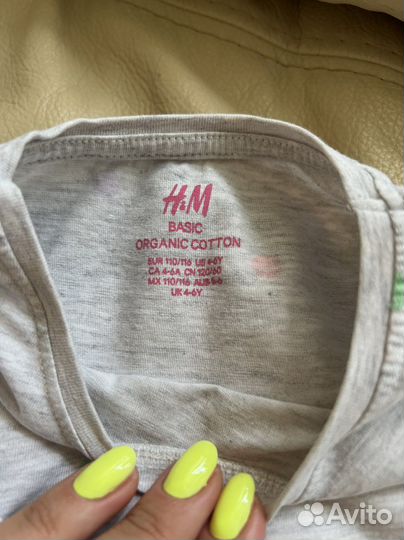 H&M
BASIC
ORGANIC COTTON
EUR 110/116 US 4-6Y
CA 4-6A CN 120/60
MX 110/116 AUS 5-6
UK 4-6Y
Avito